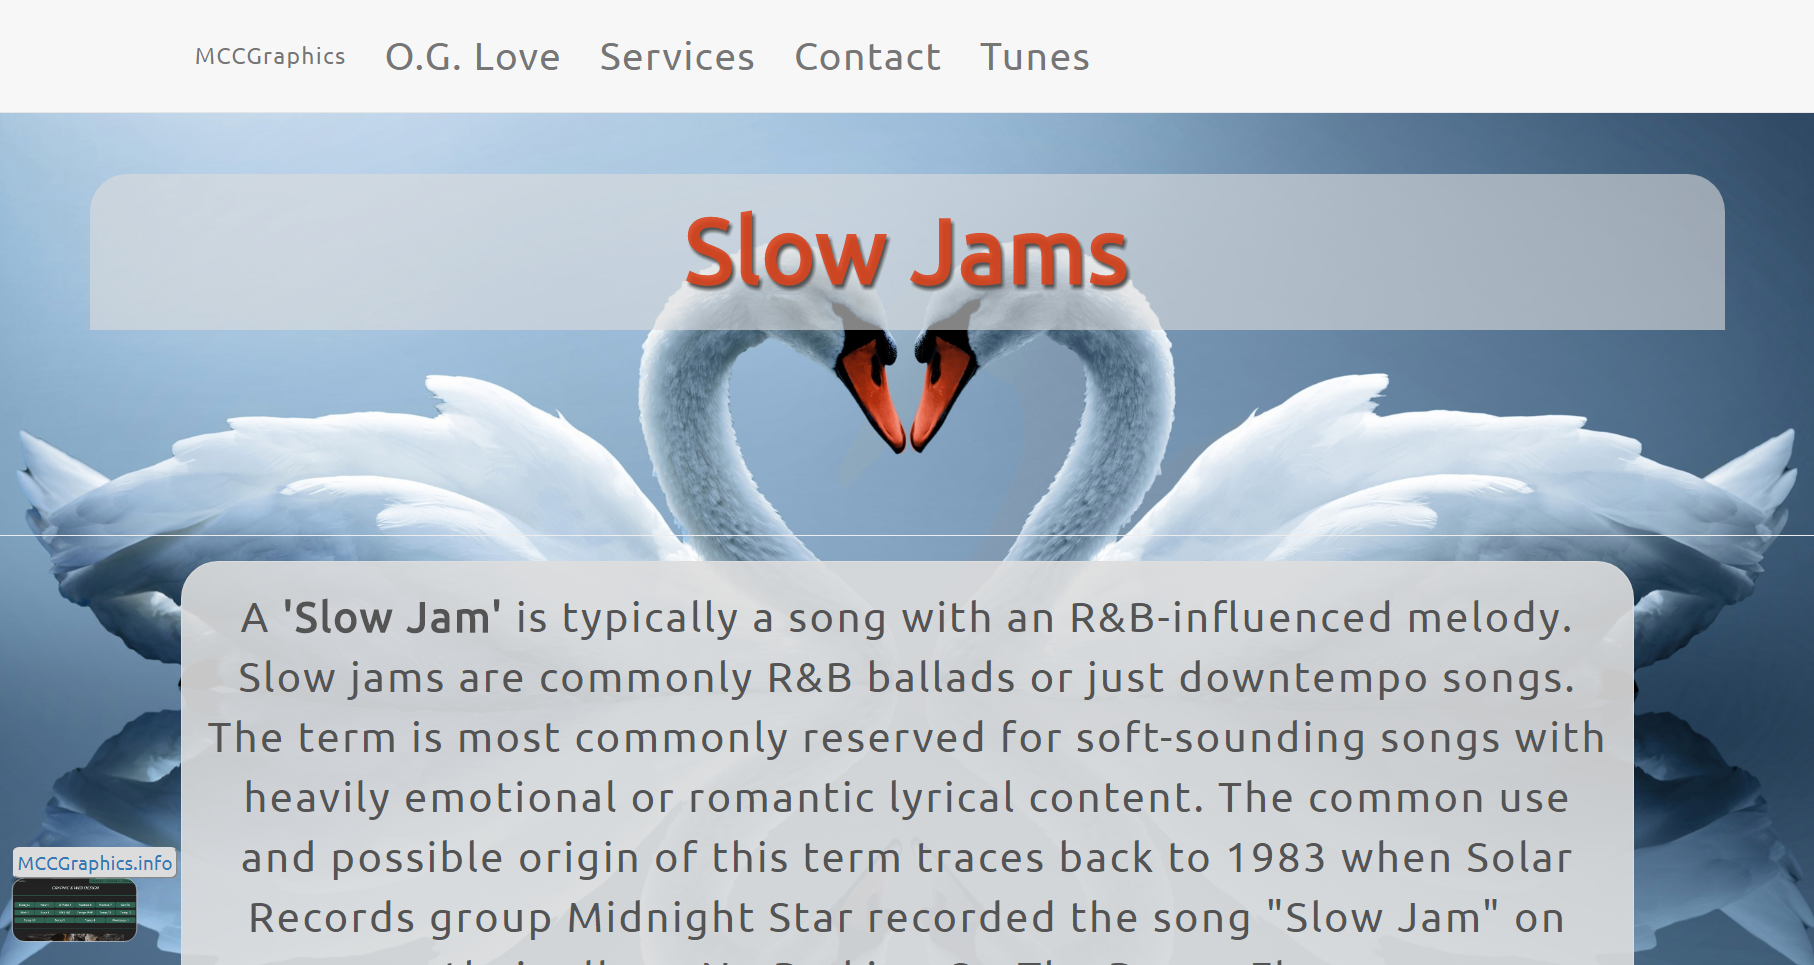 MCCGraphics O.G. Love Services Contact Tunes
Slow Jams
A 'Slow Jam' is typically a song with an R&B-influenced melody.
Slow jams are commonly R&B ballads or just downtempo songs.
The term is most commonly reserved for soft-sounding songs with
heavily emotional or romantic lyrical content. The common use
and possible origin of this term traces back to 1983 when Solar
Records group Midnight Star recorded the song "Slow Jam" on
MCCGraphics.info